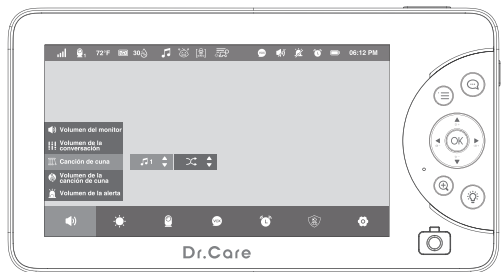 72°F 30 06:12 PM
Volumen del monitor
Volumen de la
conversación
Canción de cuna 1
Volumen de la
canción de cuna
Volumen de la alerta
VOX
OK
Dr.Care